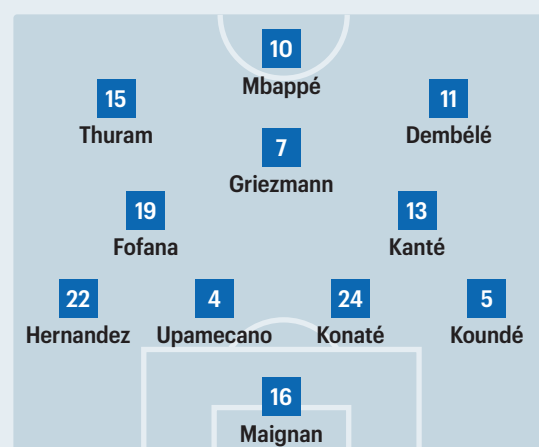 10
Mbappé
15
Thuram
11
Dembélé
7
Griezmann
19
Fofana
13
Kanté
22
Hernandez
4
Upamecano
24
Konaté
5
Koundé
16
Maignan